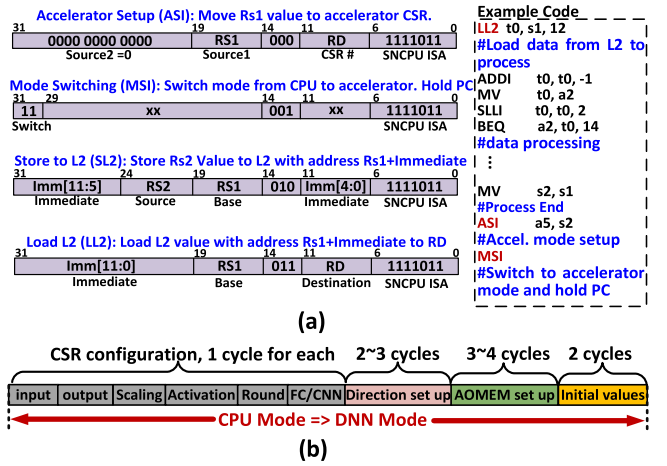 Accelerator Setup (ASI): Move Rs1 value to accelerator CSR.
31 19 14 11 6 0
0000 0000 0000 RS1 000 RD 1111011
Source2 =0 Source1 CSR # SNCPU ISA
Mode Switching (MSI): Switch mode from CPU to accelerator. Hold PC
31 29 14 11 6 0
11 xx 001 xx 1111011
Switch SNCPU ISA
Store to L2 (SL2): Store Rs2 Value to L2 with address Rs1+Immediate
31 24 19 14 11 6 0
Imm[11:5] RS2 RS1 010 Imm[4:0] 1111011
Immediate Source Base Immediate SNCPU ISA
Load L2 (LL2): Load L2 value with address Rs1+Immediate to RD
31 19 14 11 6 0
Imm[11:0] RS1 011 RD 1111011
Immediate Base Destination SNCPU ISA
Example Code
LL2 t0, s1, 12
#Load data from L2 to
process
ADDI t0, t0, -1
MV t0, a2
SLLI t0, t0, 2
BEQ a2, t0, 14
#data processing
⋮
MV s2, s1
#Process End
ASI a5, s2
#Accel. mode setup
MSI
#Switch to accelerator
mode and hold PC
(a)
CSR configuration, 1 cycle for each 2~3 cycles 3~4 cycles 2 cycles
input output Scaling Activation Round FC/CNN Direction set up AOMEM set up Initial values
CPU Mode => DNN Mode
(b)